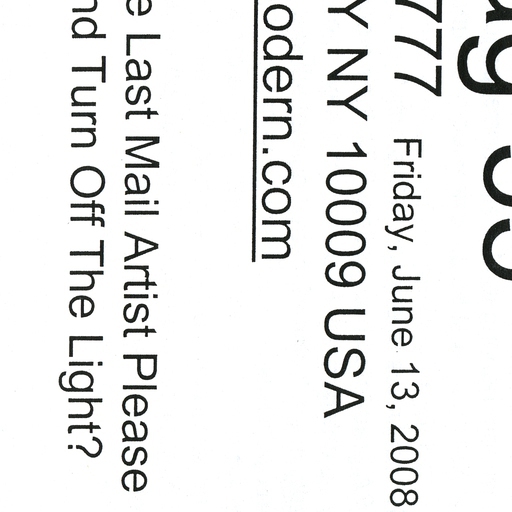 777 Friday, June 13, 2008
Y NY 10009 USA
odern.com
e Last Mail Artist Please
nd Turn Off The Light?